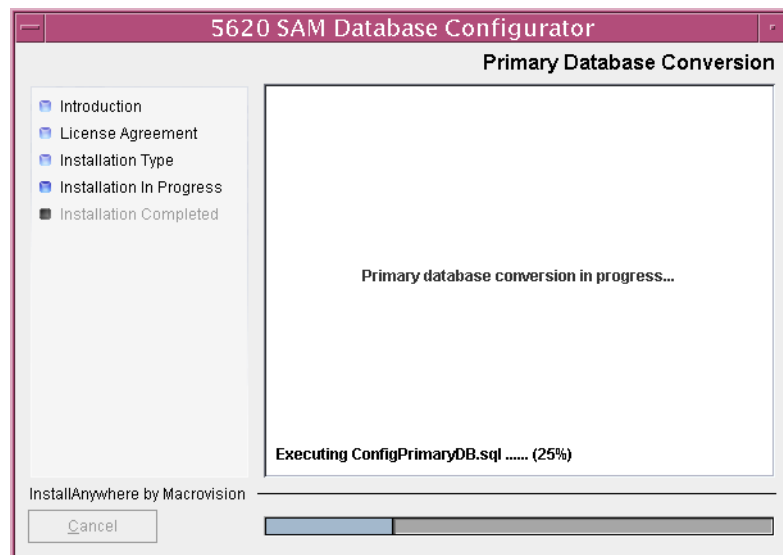 5620 SAM Database Configurator
Primary Database Conversion
Introduction
License Agreement
Installation Type
Installation In Progress
Installation Completed
Primary database conversion in progress...
Executing ConfigPrimaryDB.sql ...... (25%)
InstallAnywhere by Macrovision
Cancel